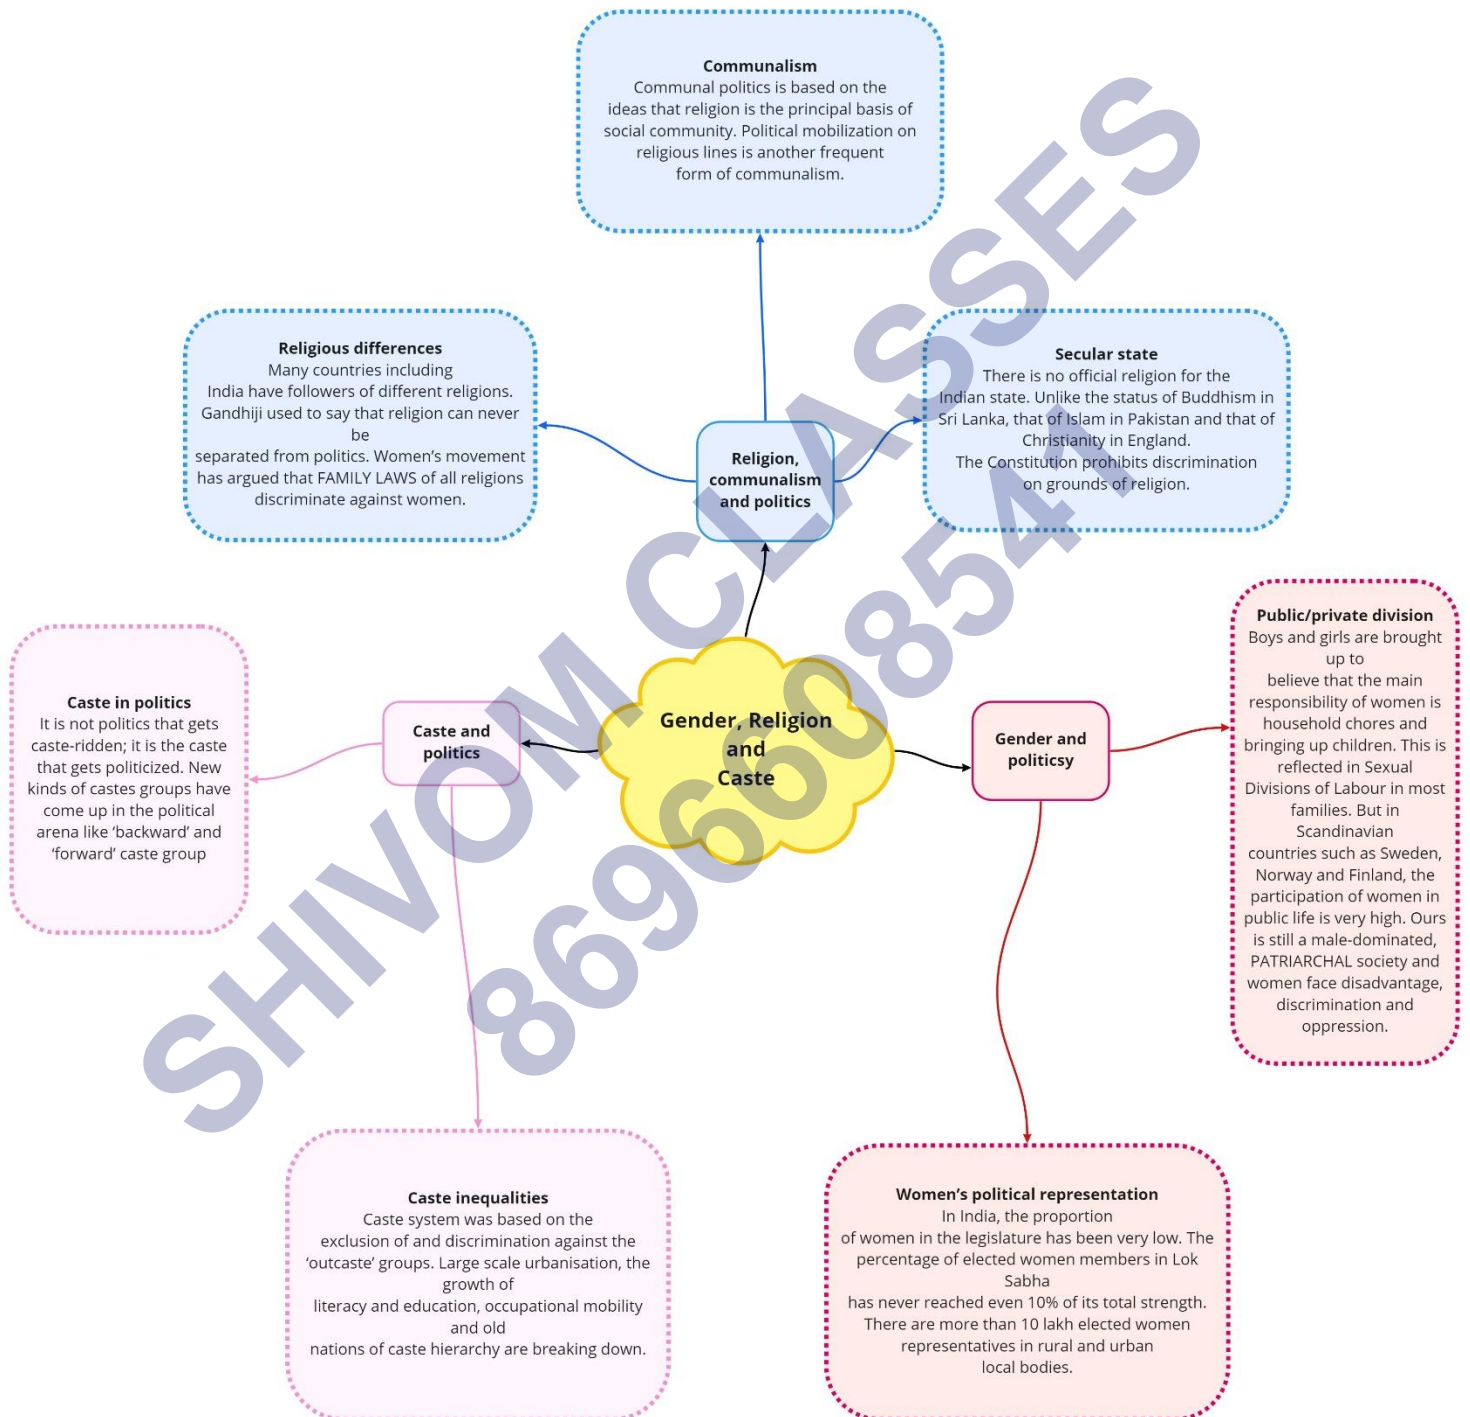 Communalism
Communal politics is based on the
ideas that religion is the principal basis of
social community. Political mobilization on
religious lines is another frequent
form of communalism.
Religious differences
Many countries including
India have followers of different religions.
Gandhiji used to say that religion can never
be
separated from politics. Women’s movement
has argued that FAMILY LAWS of all religions
discriminate against women.
Secular state
There is no official religion for the
Indian state. Unlike the status of Buddhism in
Sri Lanka, that of Islam in Pakistan and that of
Christianity in England.
The Constitution prohibits discrimination
on grounds of religion.
Religion,
communalism
and politics
Public/private division
Boys and girls are brought
up to
believe that the main
responsibility of women is
household chores and
bringing up children. This is
reflected in Sexual
Divisions of Labour in most
families. But in
Scandinavian
countries such as Sweden,
Norway and Finland, the
participation of women in
public life is very high. Ours
is still a male-dominated,
PATRIARCHAL society and
women face disadvantage,
discrimination and
oppression.
Caste in politics
It is not politics that gets
caste-ridden; it is the caste
that gets politicized. New
kinds of castes groups have
come up in the political
arena like ‘backward’ and
‘forward’ caste group
Caste and
politics
Gender, Religion
and
Caste
Gender and
politicsy
Caste inequalities
Caste system was based on the
exclusion of and discrimination against the
‘outcaste’ groups. Large scale urbanisation, the
growth of
literacy and education, occupational mobility
and old
nations of caste hierarchy are breaking down.
Women’s political representation
In India, the proportion
of women in the legislature has been very low. The
percentage of elected women members in Lok
Sabha
has never reached even 10% of its total strength.
There are more than 10 lakh elected women
representatives in rural and urban
local bodies.
SHIVOM CLASSES
8696608541